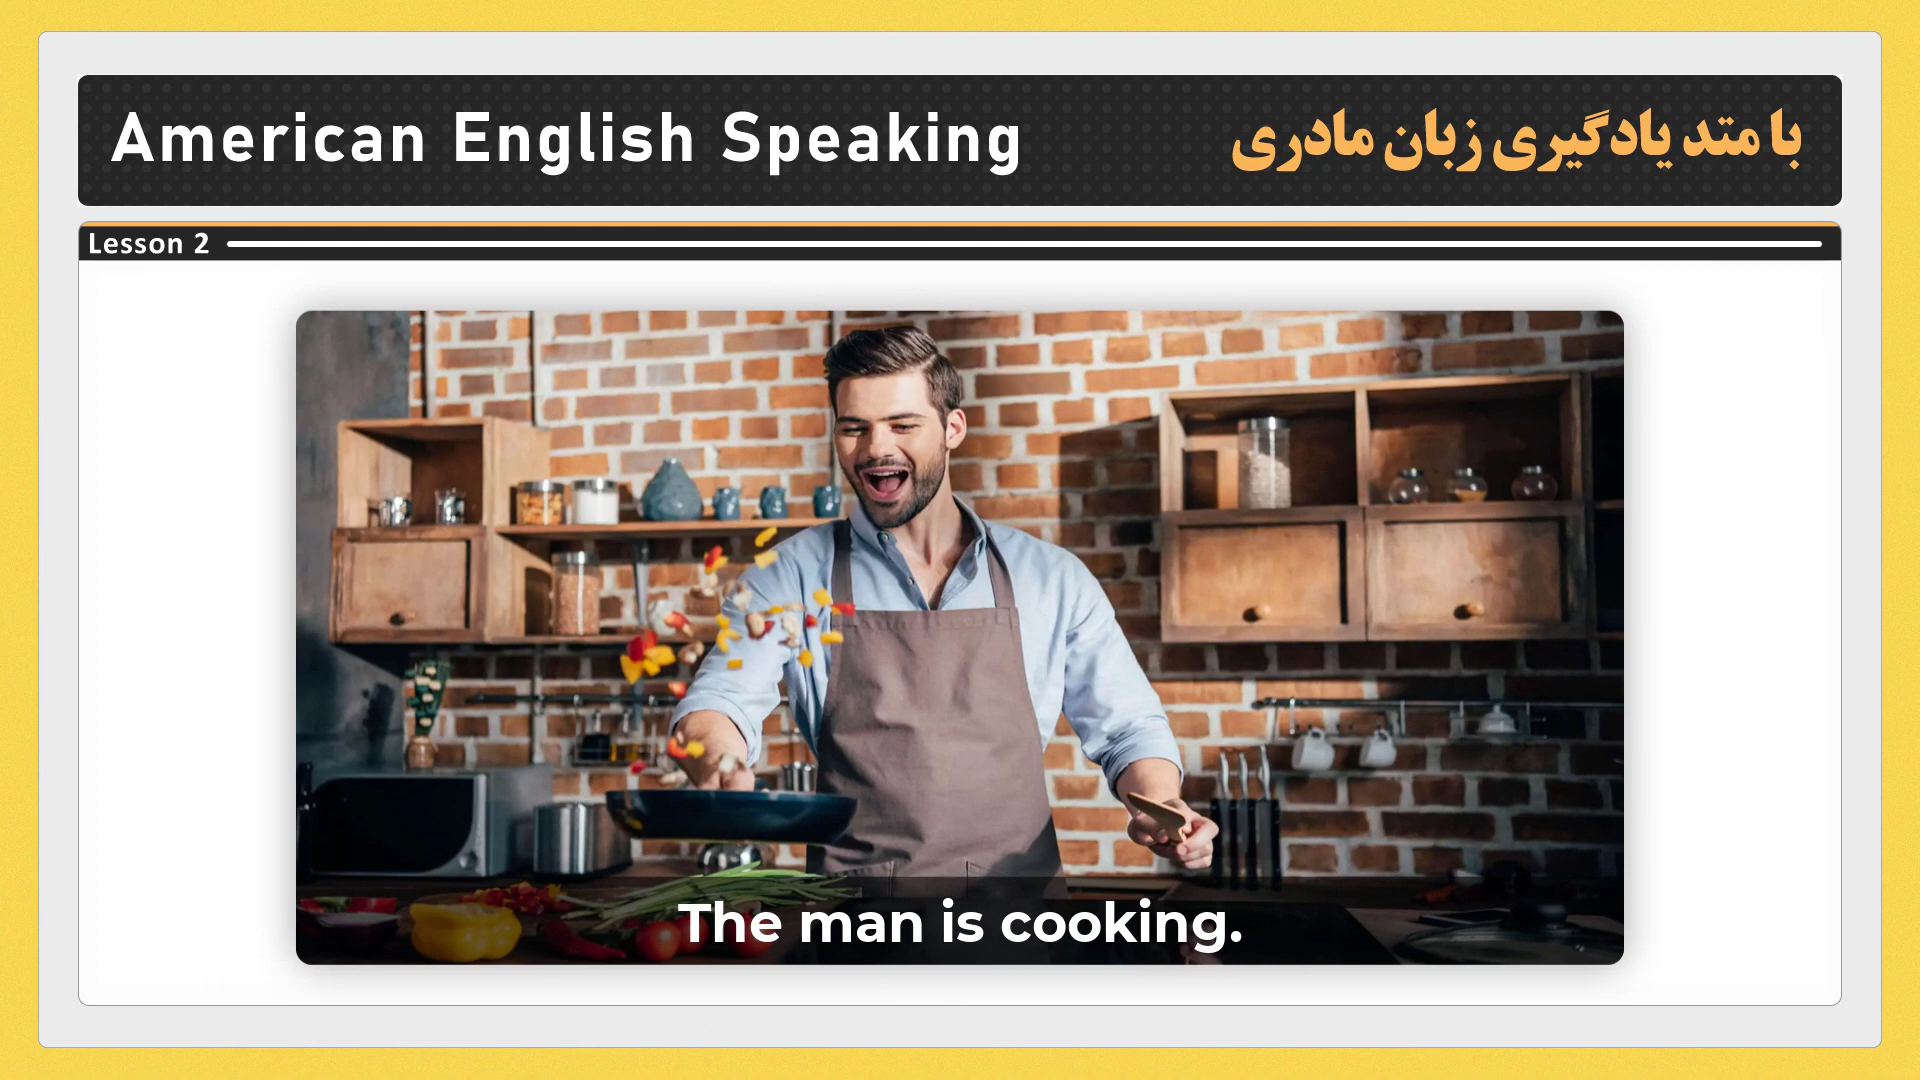 American English Speaking
با متد یادگیری زبان مادری
Lesson 2
The man is cooking.